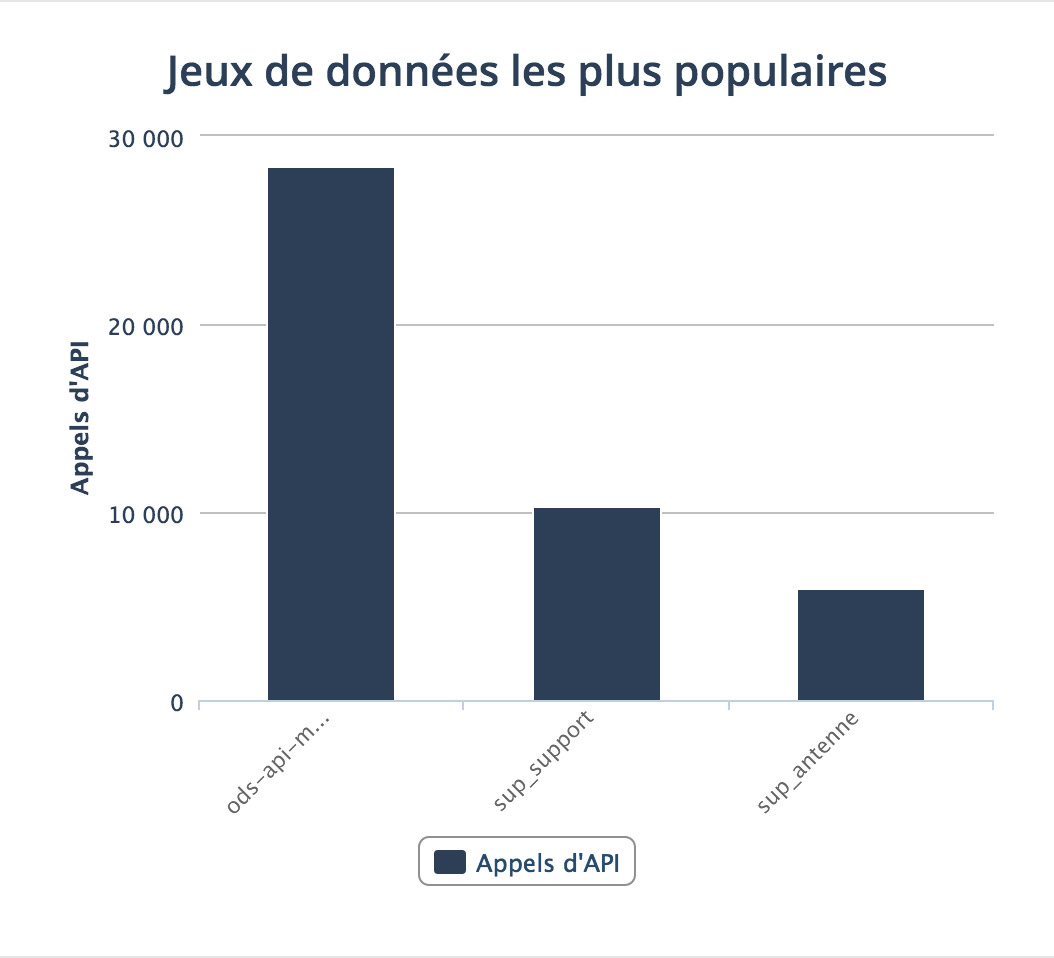 Jeux de données les plus populaires
30 000
20 000
10 000
0
Appels d'API
ods-api-m...
sup_support
sup_antenne
Appels d'API